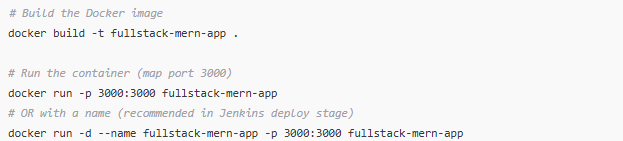 # Build the Docker image
docker build -t fullstack-mern-app .
# Run the container (map port 3000)
docker run -p 3000:3000 fullstack-mern-app
# OR with a name (recommended in Jenkins deploy stage)
docker run -d --name fullstack-mern-app -p 3000:3000 fullstack-mern-app